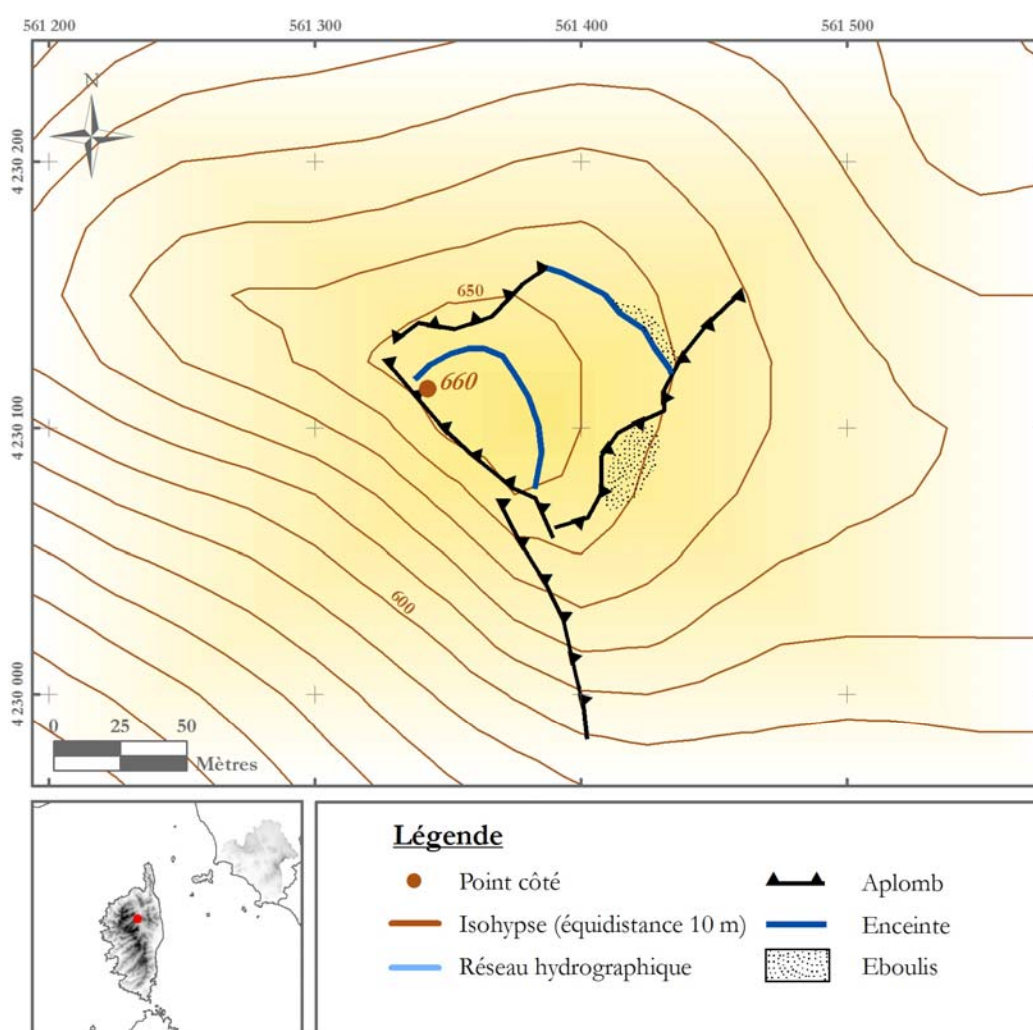 561 200 561 300 561 400 561 500
N
4 230 200
650
660
4 230 100
600
4 230 000
0 25 50
Mètres
Légende
Point côté
Aplomb
Isohypse (équidistance 10 m)
Enceinte
Réseau hydrographique
Eboulis